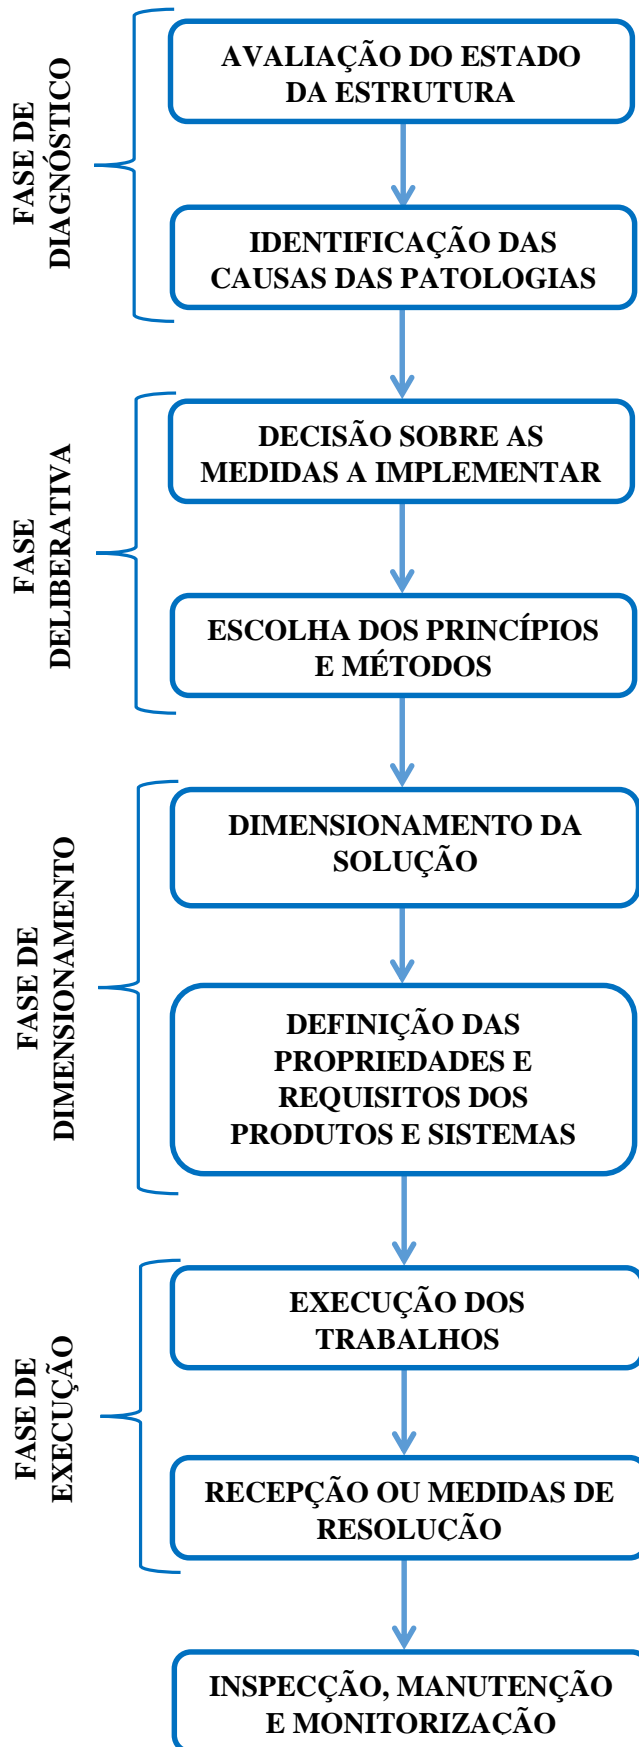 FASE DE
DIAGNÓSTICO
AVALIAÇÃO DO ESTADO
DA ESTRUTURA
IDENTIFICAÇÃO DAS
CAUSAS DAS PATOLOGIAS
FASE
DELIBERATIVA
DECISÃO SOBRE AS
MEDIDAS A IMPLEMENTAR
ESCOLHA DOS PRINCÍPIOS
E MÉTODOS
FASE DE
DIMENSIONAMENTO
DIMENSIONAMENTO DA
SOLUÇÃO
DEFINIÇÃO DAS
PROPRIEDADES E
REQUISITOS DOS
PRODUTOS E SISTEMAS
FASE DE
EXECUÇÃO
EXECUÇÃO DOS
TRABALHOS
RECEPÇÃO OU MEDIDAS DE
RESOLUÇÃO
INSPECÇÃO, MANUTENÇÃO
E MONITORIZAÇÃO